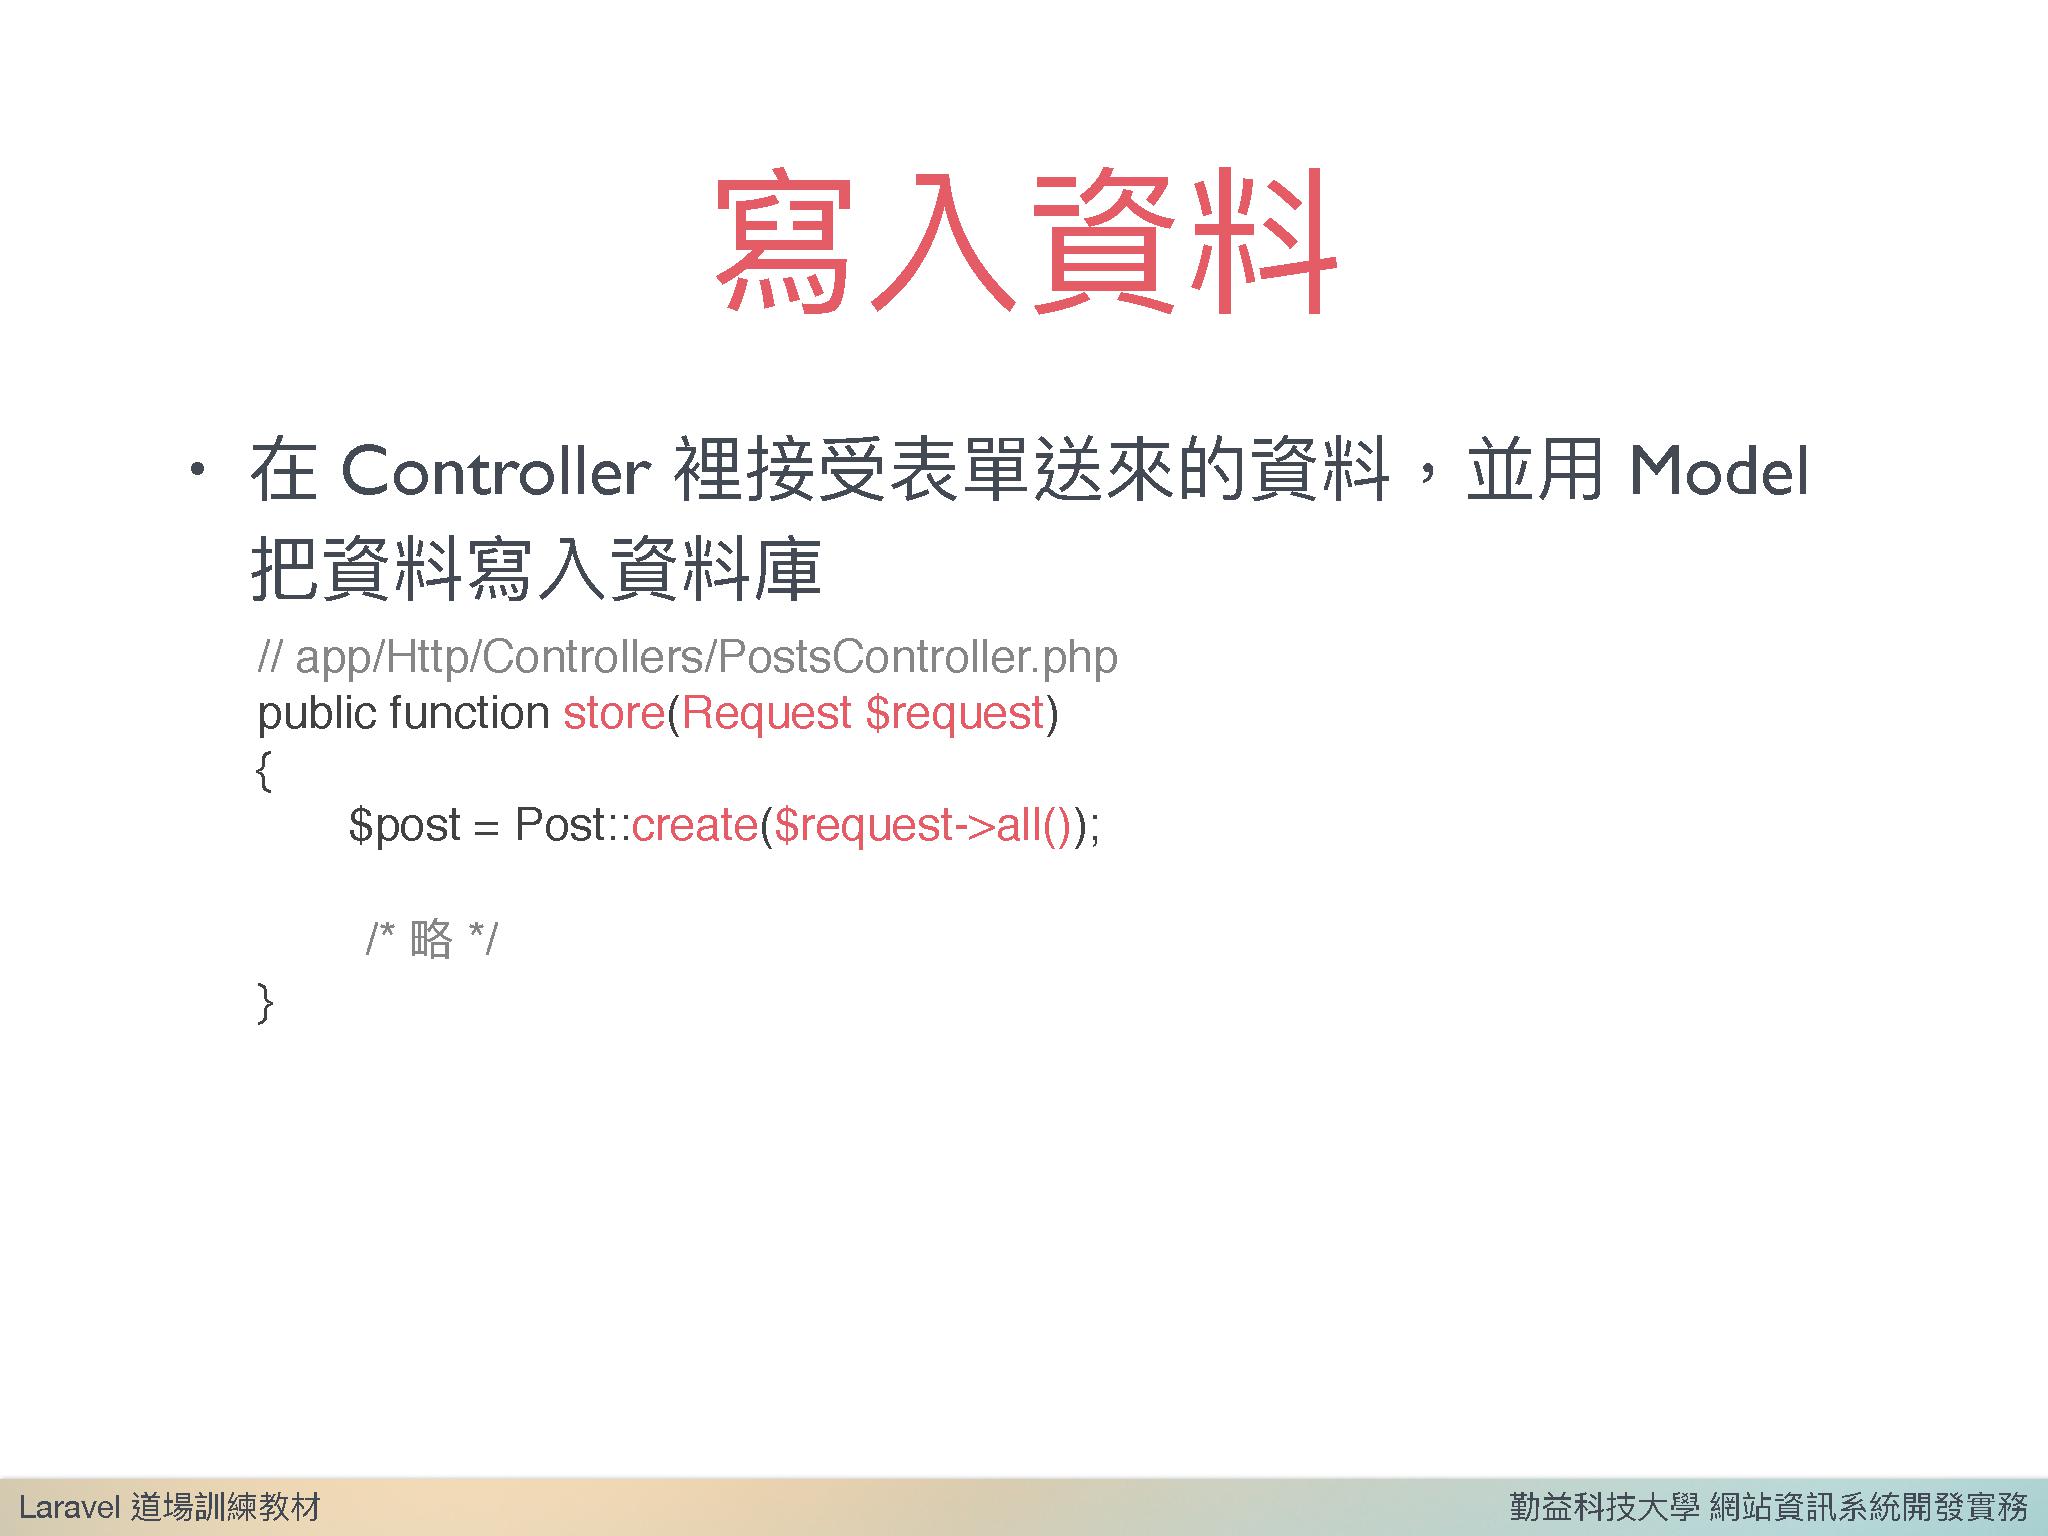 寫入資料
• 在 Controller 裡接受表單送來的資料，並用 Model
把資料寫入資料庫
// app/Http/Controllers/PostsController.php
public function store(Request $request)
{
$post = Post::create($request->all());
/* 略 */
}
Laravel 道場訓練教材
勤益科技大學 網站資訊系統開發實務